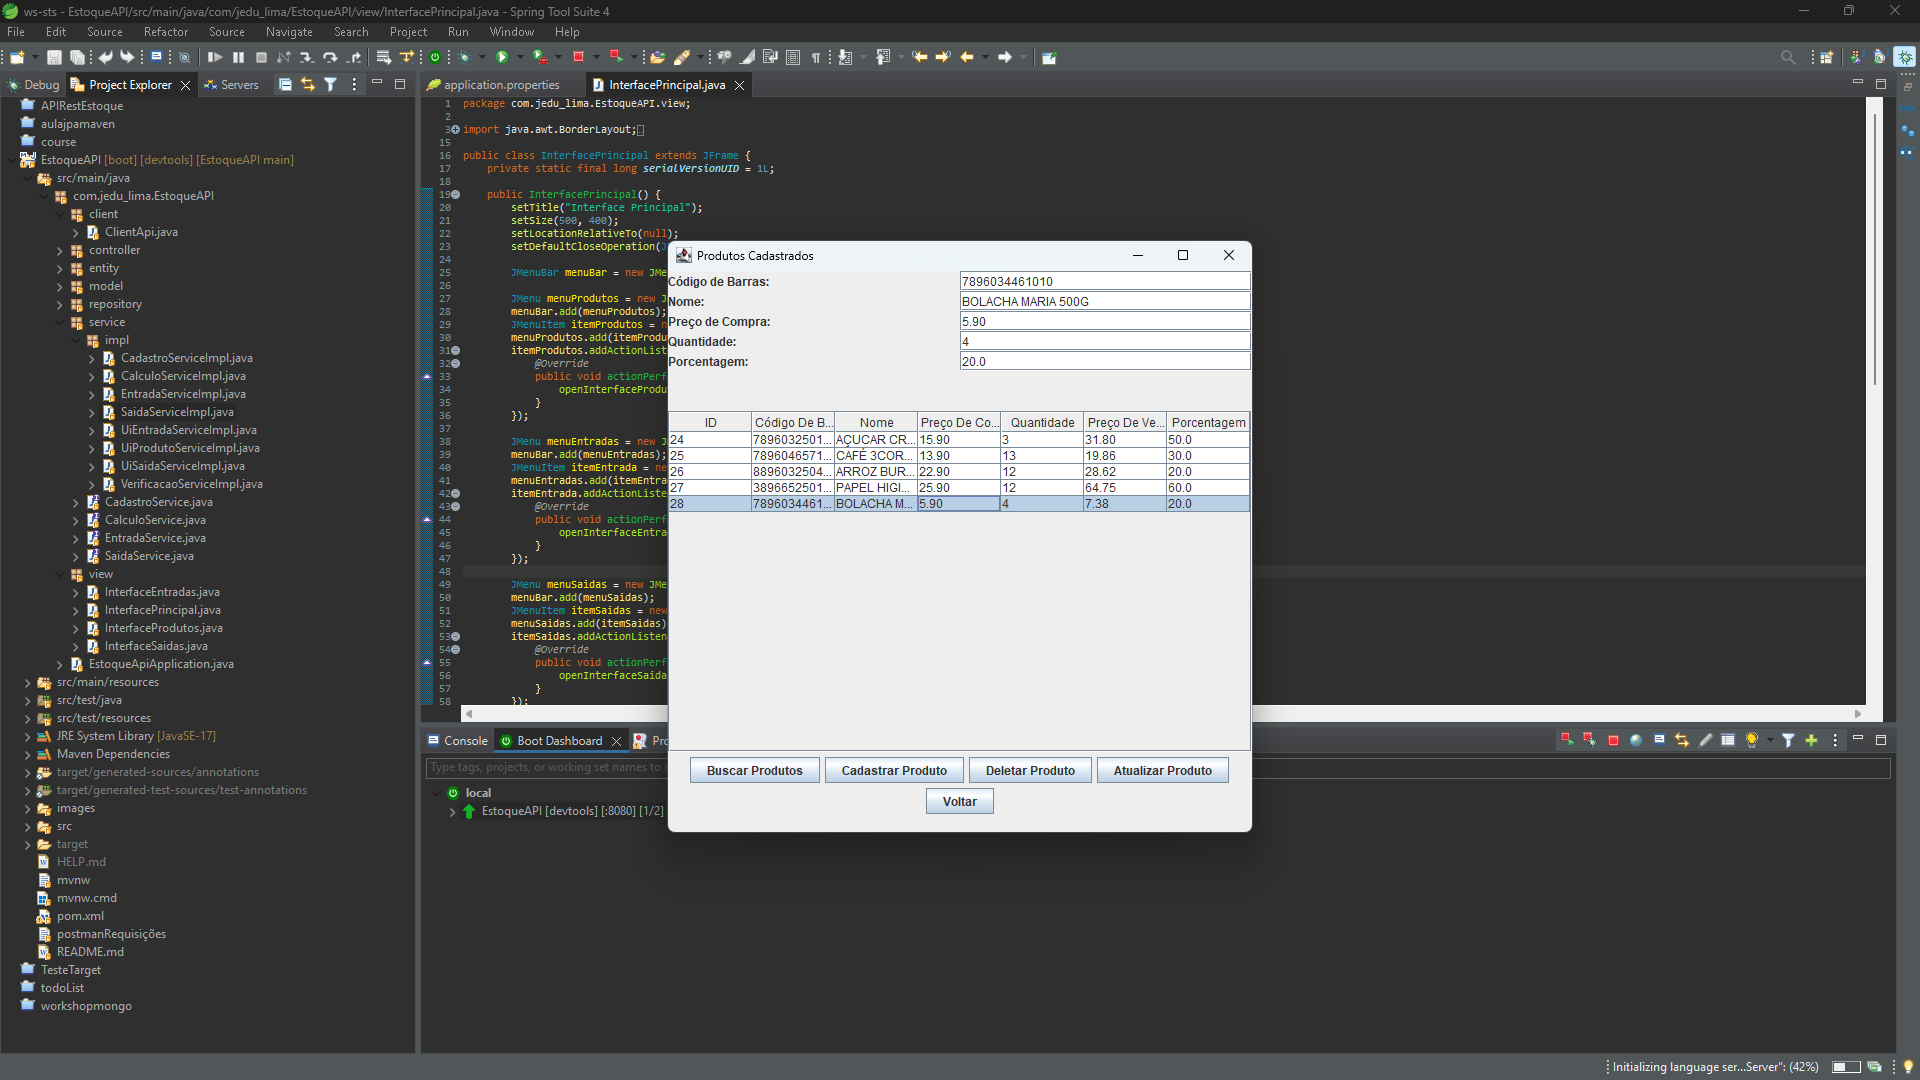 ws-sts - EstoqueAPI/src/main/java/com/jedu_lima/EstoqueAPI/view/InterfacePrincipal.java - Spring Tool Suite 4
File Edit Source Refactor Source Navigate Search Project Run Window Help
Debug Project Explorer Servers
application.properties InterfacePrincipal.java
APIRestEstoque
aulajpamaven
course
EstoqueAPI [boot] [devtools] [EstoqueAPI main]
src/main/java
com.jedu_lima.EstoqueAPI
client
ClientApi.java
controller
entity
model
repository
service
impl
CadastroServiceImpl.java
CalculoServiceImpl.java
EntradaServiceImpl.java
SaidaServiceImpl.java
UiEntradaServiceImpl.java
UiProdutoServiceImpl.java
UiSaidaServiceImpl.java
VerificacaoServiceImpl.java
CadastroService.java
CalculoService.java
EntradaService.java
SaidaService.java
view
InterfaceEntradas.java
InterfacePrincipal.java
InterfaceProdutos.java
InterfaceSaidas.java
EstoqueApiApplication.java
src/main/resources
src/test/java
src/test/resources
JRE System Library [JavaSE-17]
Maven Dependencies
target/generated-sources/annotations
target/generated-test-sources/test-annotations
images
src
target
HELP.md
mvnw
mvnw.cmd
pom.xml
postmanRequisições
README.md
TesteTarget
todoList
workshopmongo
1 package com.jedu_lima.EstoqueAPI.view;
2
3 import java.awt.BorderLayout;
15
16 public class InterfacePrincipal extends JFrame {
17 private static final long serialVersionUID = 1L;
18
19 public InterfacePrincipal() {
20 setTitle("Interface Principal");
21 setSize(500, 400);
22 setLocationRelativeTo(null);
23 setDefaultCloseOperation(J
24
25 JMenuBar menuBar = new JMe
26
27 JMenu menuProdutos = new J
28 menuBar.add(menuProdutos);
29 JMenuItem itemProdutos = n
30 menuProdutos.add(itemProdu
31 itemProdutos.addActionList
32 @Override
33 public void actionPerf
34 openInterfaceProdu
35 }
36 });
37
38 JMenu menuEntradas = new J
39 menuBar.add(menuEntradas);
40 JMenuItem itemEntrada = ne
41 menuEntradas.add(itemEntra
42 itemEntrada.addActionListe
43 @Override
44 public void actionPerf
45 openInterfaceEntra
46 }
47 });
48
49 JMenu menuSaidas = new JMe
50 menuBar.add(menuSaidas);
51 JMenuItem itemSaidas = new
52 menuSaidas.add(itemSaidas)
53 itemSaidas.addActionListen
54 @Override
55 public void actionPerf
56 openInterfaceSaida
57 }
58 });
Produtos Cadastrados
Código de Barras: 7896034461010
Nome: BOLACHA MARIA 500G
Preço de Compra: 5.90
Quantidade: 4
Porcentagem: 20.0
ID Código De B... Nome Preço De Co... Quantidade Preço De Ve... Porcentagem
24 7896032501... AÇUCAR CR... 15.90 3 31.80 50.0
25 7896046571... CAFÉ 3COR... 13.90 13 19.86 30.0
26 8896032504... ARROZ BUR... 22.90 12 28.62 20.0
27 3896652501... PAPEL HIGI... 25.90 12 64.75 60.0
28 7896034461... BOLACHA M... 5.90 4 7.38 20.0
Buscar Produtos Cadastrar Produto Deletar Produto Atualizar Produto
Voltar
Console Boot Dashboard Pro
Type tags, projects, or working set names to
local
EstoqueAPI [devtools] [:8080] [1/2]
Initializing language ser...Server": (42%)